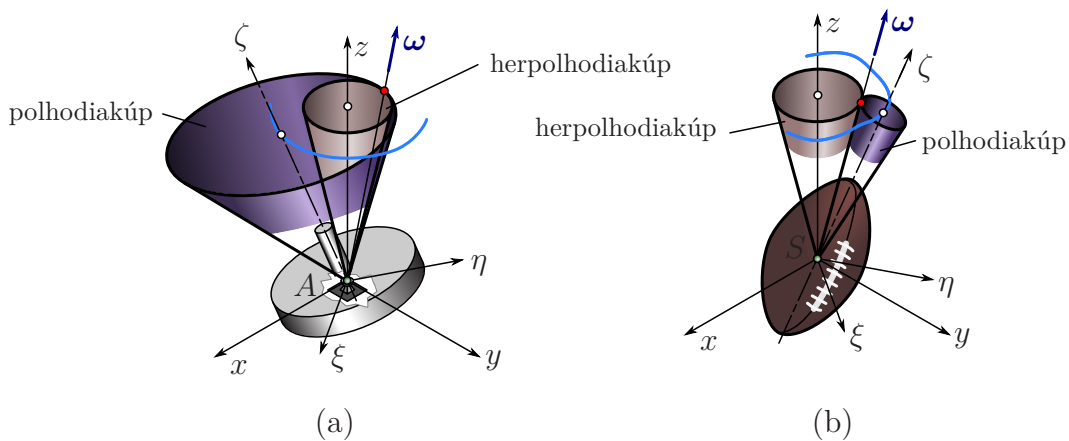 ζ
z
ω
herpolhodiakúp
polhodiakúp
A
η
x
ξ
y
(a)
z
ω
ζ
herpolhodiakúp
polhodiakúp
S
η
x
ξ
y
(b)